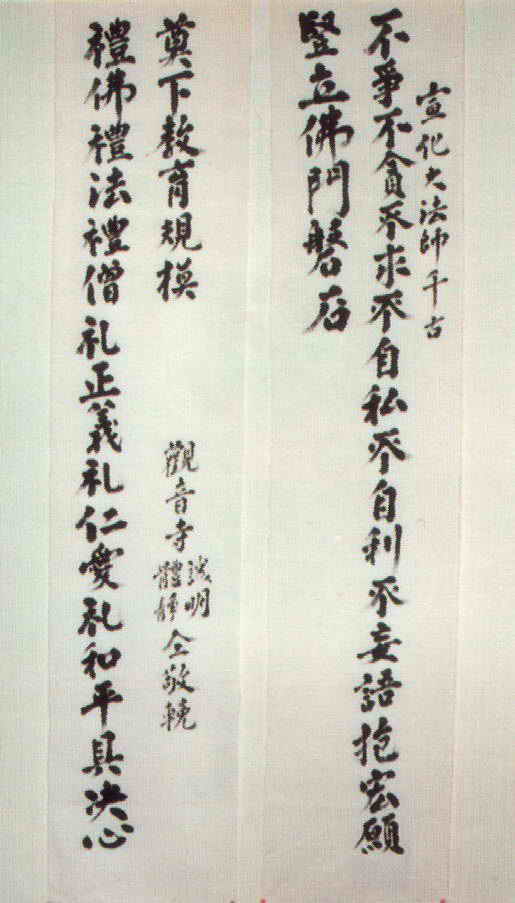 宣化大法師千古
不爭不貪不求不自私不自利不妄語抱宏願
豎立佛門磐石
禮佛禮法禮僧礼正義礼仁愛礼和平具决心
奠下教育規模
觀音寺
誠明
體靜
仝敬輓